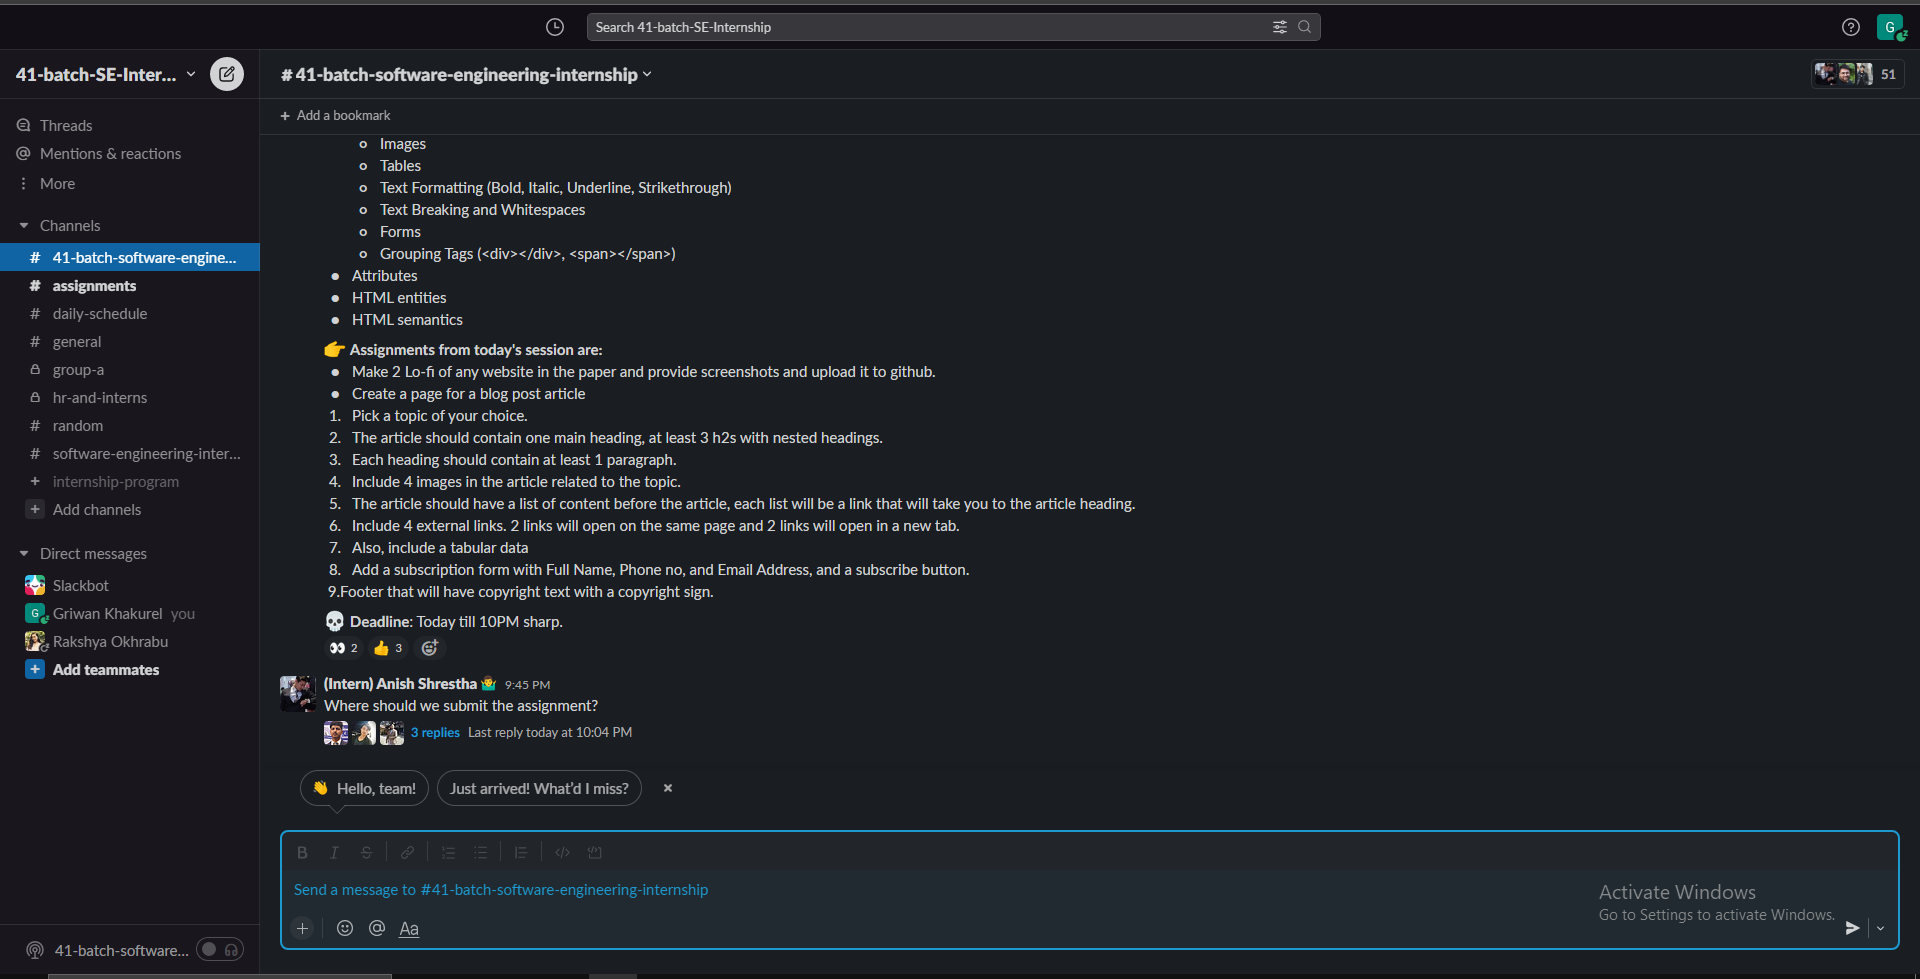 Search 41-batch-SE-Internship
G
41-batch-SE-Inter...
# 41-batch-software-engineering-internship
51
+ Add a bookmark
Threads
Mentions & reactions
More
Channels
# 41-batch-software-engine...
# assignments
# daily-schedule
# general
group-a
hr-and-interns
# random
# software-engineering-inter...
+ internship-program
+ Add channels
Direct messages
Slackbot
G Griwan Khakurel you
Rakshya Okhrabu
+ Add teammates
41-batch-software...
Images
Tables
Text Formatting (Bold, Italic, Underline, Strikethrough)
Text Breaking and Whitespaces
Forms
Grouping Tags (<div></div>, <span></span>)
Attributes
HTML entities
HTML semantics
👉 Assignments from today's session are:
Make 2 Lo-fi of any website in the paper and provide screenshots and upload it to github.
Create a page for a blog post article
1. Pick a topic of your choice.
2. The article should contain one main heading, at least 3 h2s with nested headings.
3. Each heading should contain at least 1 paragraph.
4. Include 4 images in the article related to the topic.
5. The article should have a list of content before the article, each list will be a link that will take you to the article heading.
6. Include 4 external links. 2 links will open on the same page and 2 links will open in a new tab.
7. Also, include a tabular data
8. Add a subscription form with Full Name, Phone no, and Email Address, and a subscribe button.
9.Footer that will have copyright text with a copyright sign.
💀 Deadline: Today till 10PM sharp.
👀 2 👍 3
(Intern) Anish Shrestha 🤷‍♂️ 9:45 PM
Where should we submit the assignment?
3 replies Last reply today at 10:04 PM
👋 Hello, team! Just arrived! What'd I miss?
B I S
Send a message to #41-batch-software-engineering-internship
Aa
Activate Windows
Go to Settings to activate Windows.